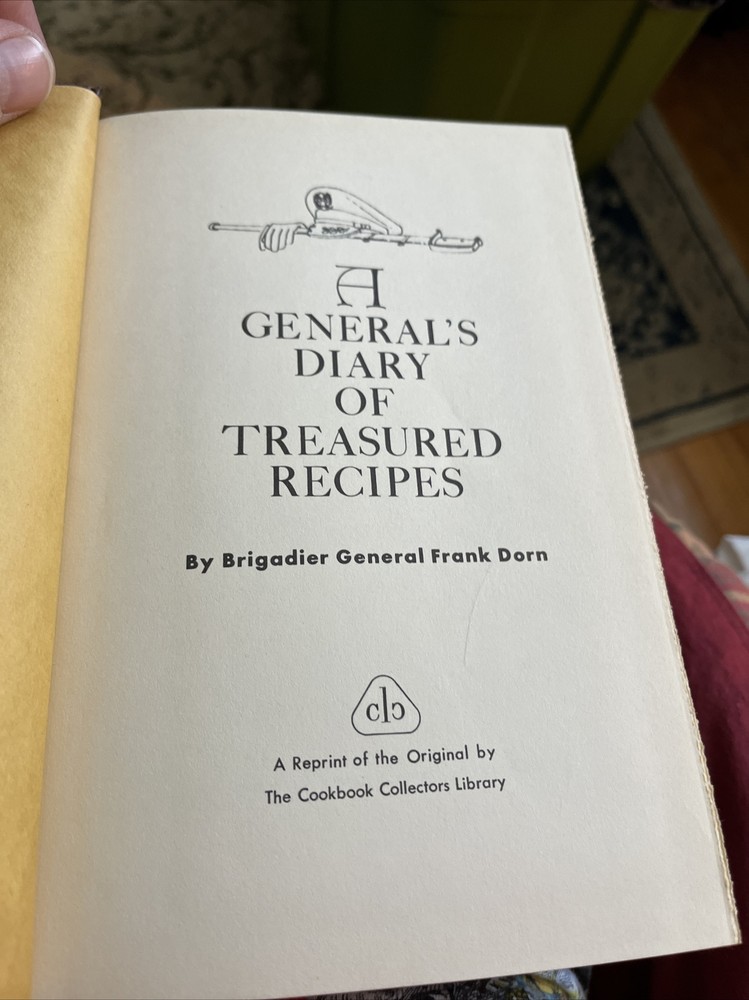 A
GENERAL'S
DIARY
OF
TREASURED
RECIPES
By Brigadier General Frank Dorn
clc
A Reprint of the Original by
The Cookbook Collectors Library